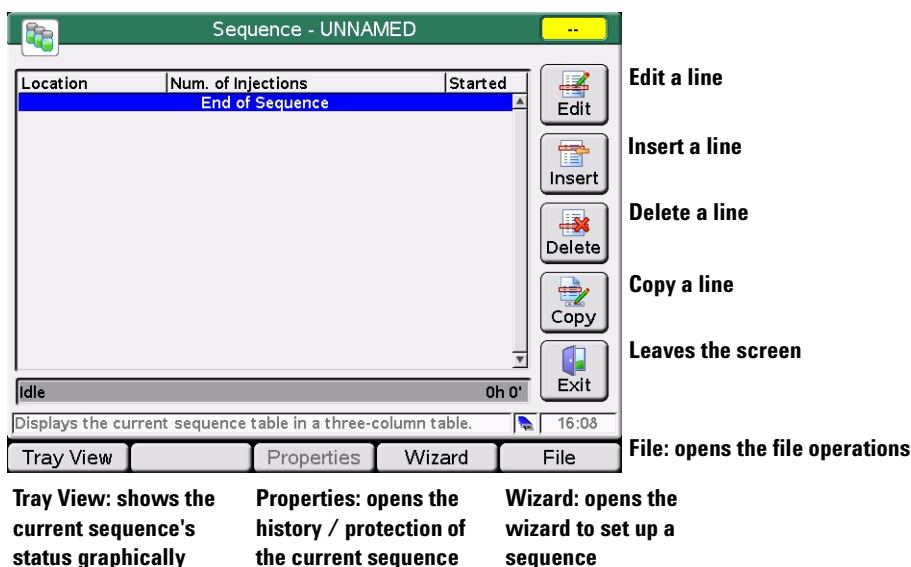 Sequence - UNNAMED
--
Location Num. of Injections Started
End of Sequence
Edit
Edit a line
Insert
Insert a line
Delete
Delete a line
Copy
Copy a line
Exit
Leaves the screen
Idle 0h 0'
Displays the current sequence table in a three-column table. 16:08
Tray View Properties Wizard File
File: opens the file operations
Tray View: shows the
current sequence's
status graphically
Properties: opens the
history / protection of
the current sequence
Wizard: opens the
wizard to set up a
sequence